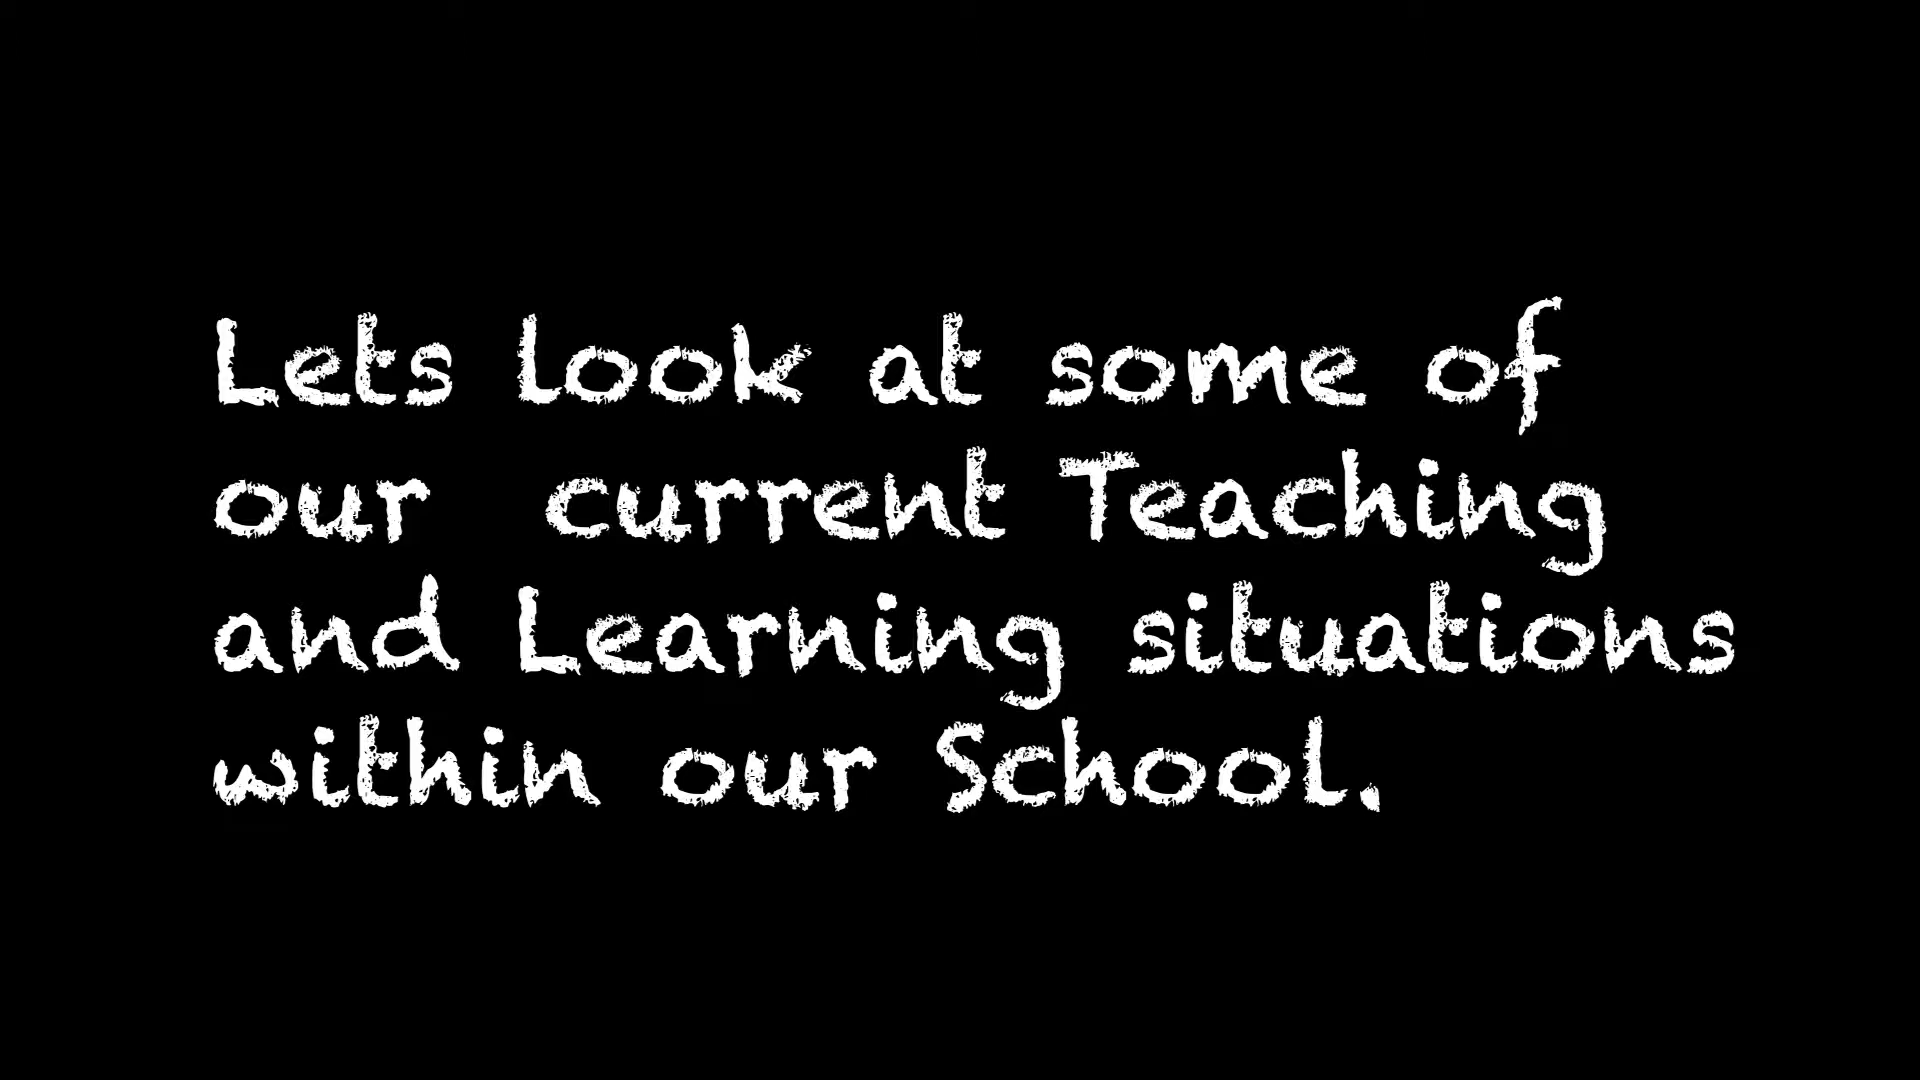 Lets look at some of
our  current Teaching
and Learning situations
within our School.